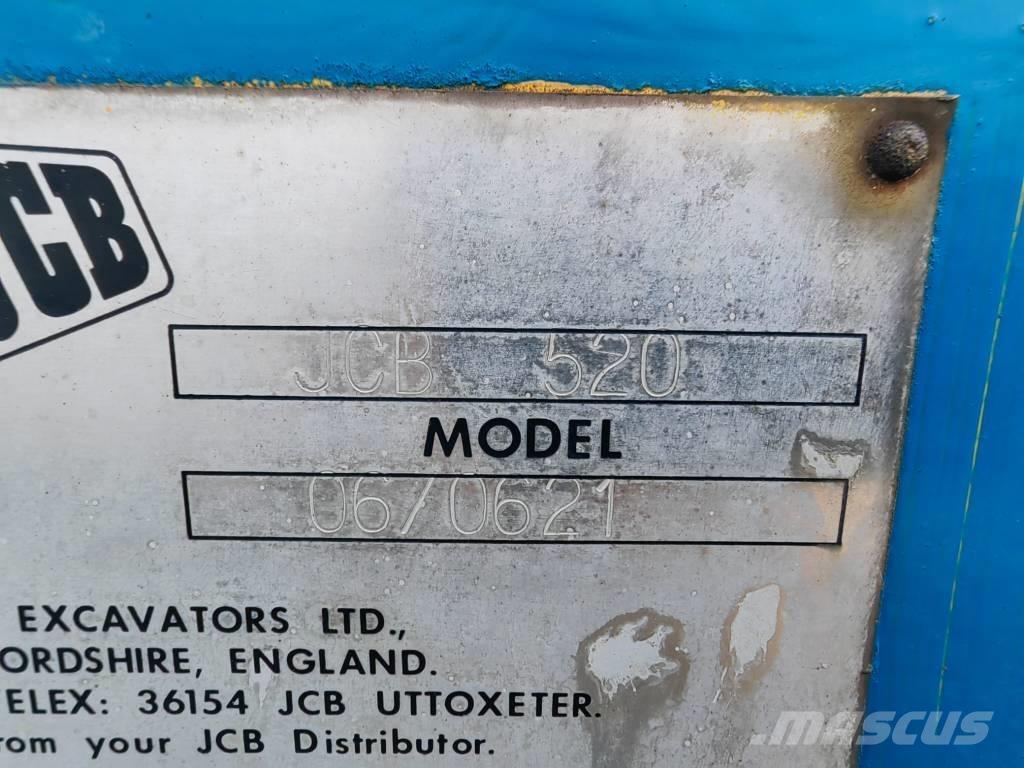 JCB
JCB 520
MODEL
06/0621
EXCAVATORS LTD.,
ORDSHIRE, ENGLAND.
ELEX: 36154 JCB UTTOXETER.
rom your JCB Distributor.
MASCUS